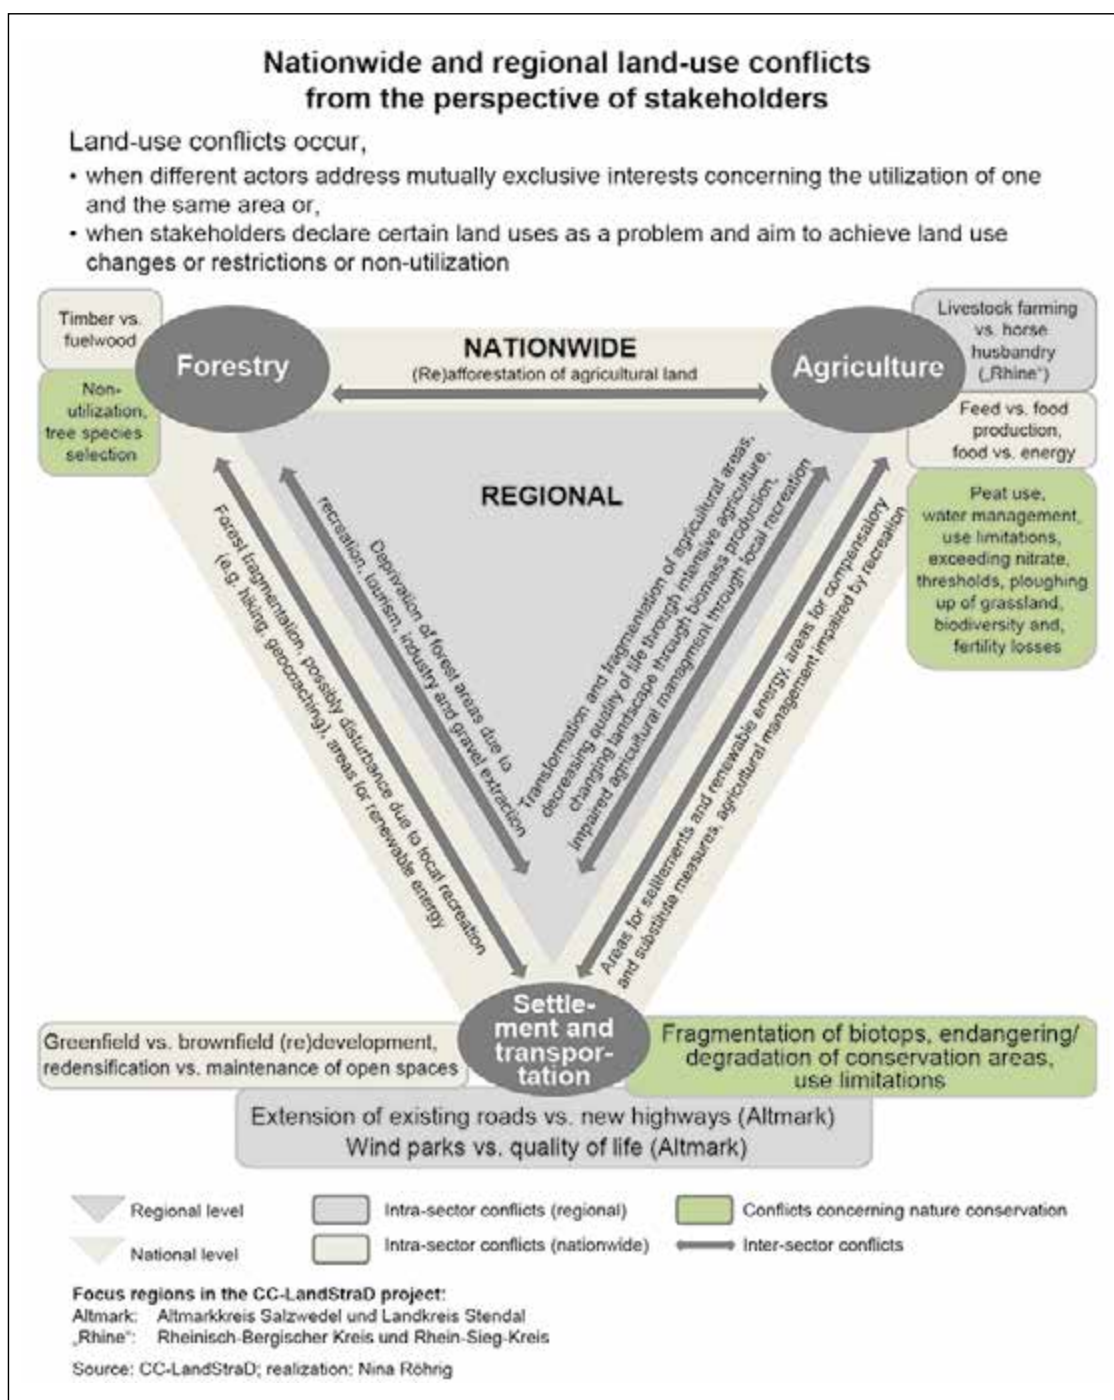 Nationwide and regional land-use conflicts
from the perspective of stakeholders
Land-use conflicts occur,
• when different actors address mutually exclusive interests concerning the utilization of one
and the same area or,
• when stakeholders declare certain land uses as a problem and aim to achieve land use
changes or restrictions or non-utilization
Timber vs.
fuelwood
Non-
utilization,
tree species
selection
Forestry
NATIONWIDE
(Re)afforestation of agricultural land
Agriculture
Livestock farming
vs. horse
husbandry
(„Rhine“)
Feed vs. food
production,
food vs. energy
Peat use,
water management,
use limitations,
exceeding nitrate,
thresholds, ploughing
up of grassland,
biodiversity and,
fertility losses
REGIONAL
Forest fragmentation, possibly disturbance due to local recreation
(e.g. hiking, geocoaching), areas for renewable energy
Deprivation of forest areas due to
recreation, tourism, industry and gravel extraction
Transformation and fragmentation of agricultural areas,
decreasing quality of life through intensive agriculture,
changing landscape through biomass production,
impaired agricultural managment through local recreation
Areas for settlements and renewable energy, areas for compensatory
and substitute measures, agricultural management impaired by recreation
Settle-
ment and
transpor-
tation
Greenfield vs. brownfield (re)development,
redensification vs. maintenance of open spaces
Fragmentation of biotops, endangering/
degradation of conservation areas,
use limitations
Extension of existing roads vs. new highways (Altmark)
Wind parks vs. quality of life (Altmark)
Regional level
Intra-sector conflicts (regional)
Conflicts concerning nature conservation
National level
Intra-sector conflicts (nationwide)
Inter-sector conflicts
Focus regions in the CC-LandStraD project:
Altmark: Altmarkkreis Salzwedel und Landkreis Stendal
„Rhine“: Rheinisch-Bergischer Kreis und Rhein-Sieg-Kreis
Source: CC-LandStraD; realization: Nina Röhrig